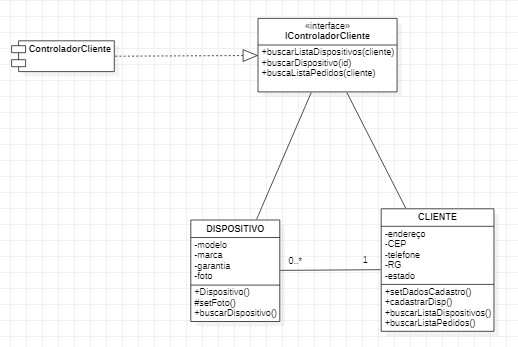 «interface»
IControladorCliente
ControladorCliente
+buscarListaDispositivos(cliente)
+buscarDispositivo(id)
+buscaListaPedidos(cliente)
DISPOSITIVO
-modelo
-marca
-garantia
-foto
+Dispositivo()
#setFoto()
+buscarDispositivo()
0..*
1
CLIENTE
-endereço
-CEP
-telefone
-RG
-estado
+setDadosCadastro()
+cadastrarDisp()
+buscarListaDispositivos()
+buscarListaPedidos()